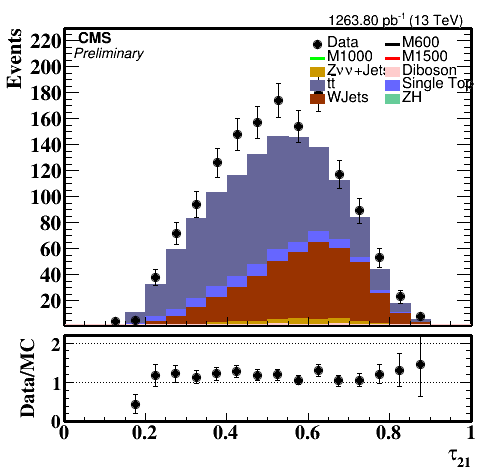 1263.80 pb⁻¹ (13 TeV)
CMS
Preliminary
Data
M600
M1000
M1500
Zνν+Jets
Diboson
tt
Single Top
WJets
ZH
Events
220
200
180
160
140
120
100
80
60
40
20
Data/MC
2
1
0
0
0.2
0.4
0.6
0.8
1
τ₂₁